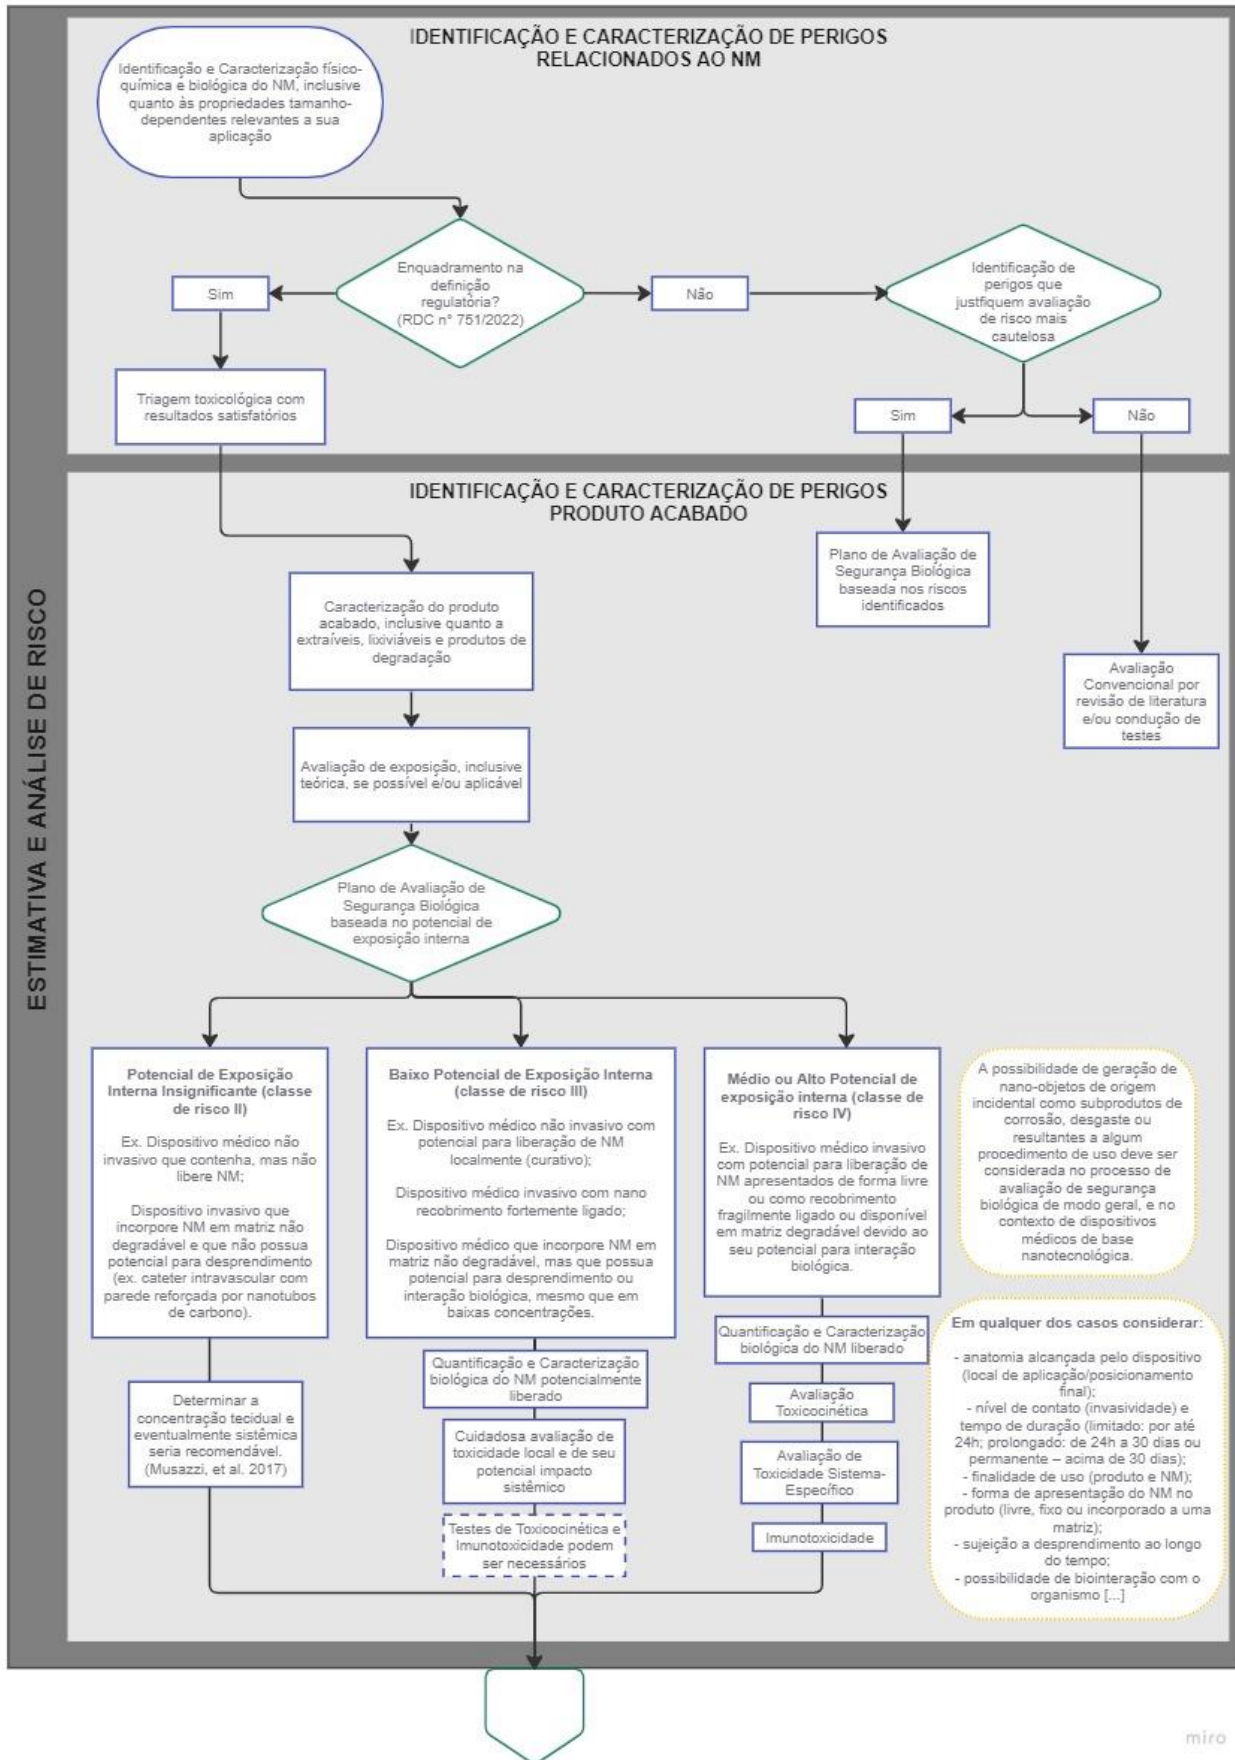 IDENTIFICAÇÃO E CARACTERIZAÇÃO DE PERIGOS
RELACIONADOS AO NM
Identificação e Caracterização físico-
química e biológica do NM, inclusive
quanto às propriedades tamanho-
dependentes relevantes a sua
aplicação
Enquadramento na
definição
regulatória?
(RDC n° 751/2022)
Sim
Não
Identificação de
perigos que
justfiquem avaliação
de risco mais
cautelosa
Triagem toxicológica com
resultados satisfatórios
Sim
Não
ESTIMATIVA E ANÁLISE DE RISCO
IDENTIFICAÇÃO E CARACTERIZAÇÃO DE PERIGOS
PRODUTO ACABADO
Plano de Avaliação de
Segurança Biológica
baseada nos riscos
identificados
Caracterização do produto
acabado, inclusive quanto a
extraíveis, lixiviáveis e produtos de
degradação
Avaliação
Convencional por
revisão de literatura
e/ou condução de
testes
Avaliação de exposição, inclusive
teórica, se possível e/ou aplicável
Plano de Avaliação de
Segurança Biológica
baseada no potencial de
exposição interna
Potencial de Exposição
Interna Insignificante (classe
de risco II)
Ex. Dispositivo médico não
invasivo que contenha, mas não
libere NM;
Dispositivo invasivo que
incorpore NM em matriz não
degradável e que não possua
potencial para desprendimento
(ex. cateter intravascular com
parede reforçada por nanotubos
de carbono).
Determinar a
concentração tecidual e
eventualmente sistêmica
seria recomendável.
(Musazzi, et al. 2017)
Baixo Potencial de Exposição Interna
(classe de risco III)
Ex. Dispositivo médico não invasivo com
potencial para liberação de NM
localmente (curativo);
Dispositivo médico invasivo com nano
recobrimento fortemente ligado;
Dispositivo médico que incorpore NM em
matriz não degradável, mas que possua
potencial para desprendimento ou
interação biológica, mesmo que em
baixas concentrações.
Quantificação e Caracterização
biológica do NM potencialmente
liberado
Cuidadosa avaliação de
toxicidade local e de seu
potencial impacto
sistêmico
Testes de Toxicocinética e
Imunotoxicidade podem
ser necessários
Médio ou Alto Potencial de
exposição interna (classe de
risco IV)
Ex. Dispositivo médico invasivo
com potencial para liberação de
NM apresentados de forma livre
ou como recobrimento
fragilmente ligado ou disponível
em matriz degradável devido ao
seu potencial para interação
biológica.
Quantificação e Caracterização
biológica do NM liberado
Avaliação
Toxicocinética
Avaliação de
Toxicidade Sistema-
Específico
Imunotoxicidade
A possibilidade de geração de
nano-objetos de origem
incidental como subprodutos de
corrosão, desgaste ou
resultantes a algum
procedimento de uso deve ser
considerada no processo de
avaliação de segurança
biológica de modo geral, e no
contexto de dispositivos
médicos de base
nanotecnológica.
Em qualquer dos casos considerar:
- anatomia alcançada pelo dispositivo
(local de aplicação/posicionamento
final);
- nível de contato (invasividade) e
tempo de duração (limitado: por até
24h; prolongado: de 24h a 30 dias ou
permanente – acima de 30 dias);
- finalidade de uso (produto e NM);
- forma de apresentação do NM no
produto (livre, fixo ou incorporado a uma
matriz);
- sujeição a desprendimento ao longo
do tempo;
- possibilidade de biointeração com o
organismo [...]
miro